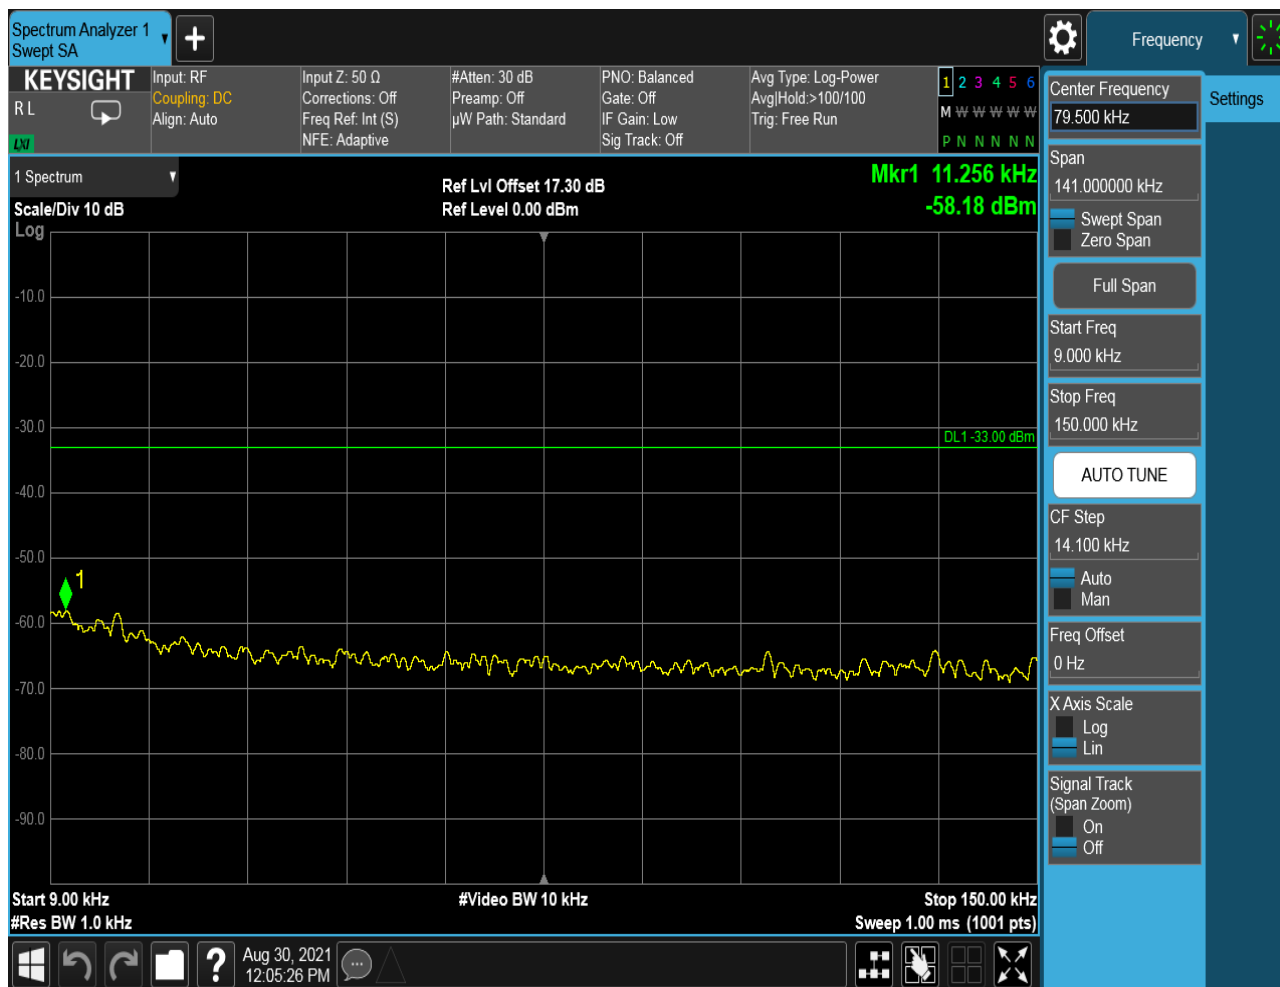 Spectrum Analyzer 1
Swept SA
Frequency
KEYSIGHT
R L
LXI
Input: RF
Coupling: DC
Align: Auto
Input Z: 50 Ω
Corrections: Off
Freq Ref: Int (S)
NFE: Adaptive
#Atten: 30 dB
Preamp: Off
µW Path: Standard
PNO: Balanced
Gate: Off
IF Gain: Low
Sig Track: Off
Avg Type: Log-Power
Avg|Hold:>100/100
Trig: Free Run
1 2 3 4 5 6
M W W W W W
P N N N N N
1 Spectrum
Scale/Div 10 dB
Log
Ref Lvl Offset 17.30 dB
Ref Level 0.00 dBm
Mkr1 11.256 kHz
-58.18 dBm
-10.0
-20.0
-30.0
DL1 -33.00 dBm
-40.0
-50.0
1
-60.0
-70.0
-80.0
-90.0
Start 9.00 kHz
#Res BW 1.0 kHz
#Video BW 10 kHz
Stop 150.00 kHz
Sweep 1.00 ms (1001 pts)
Center Frequency
79.500 kHz
Settings
Span
141.000000 kHz
Swept Span
Zero Span
Full Span
Start Freq
9.000 kHz
Stop Freq
150.000 kHz
AUTO TUNE
CF Step
14.100 kHz
Auto
Man
Freq Offset
0 Hz
X Axis Scale
Log
Lin
Signal Track
(Span Zoom)
On
Off
?
Aug 30, 2021
12:05:26 PM